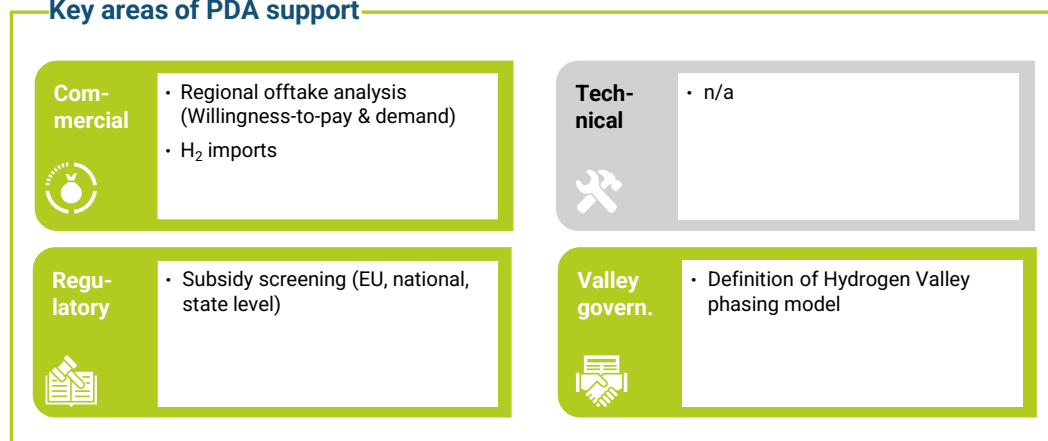 Key areas of PDA support
Com-
mercial
• Regional offtake analysis
(Willingness-to-pay & demand)
• H₂ imports
Tech-
nical
• n/a
Regu-
latory
• Subsidy screening (EU, national,
state level)
Valley
govern.
• Definition of Hydrogen Valley
phasing model